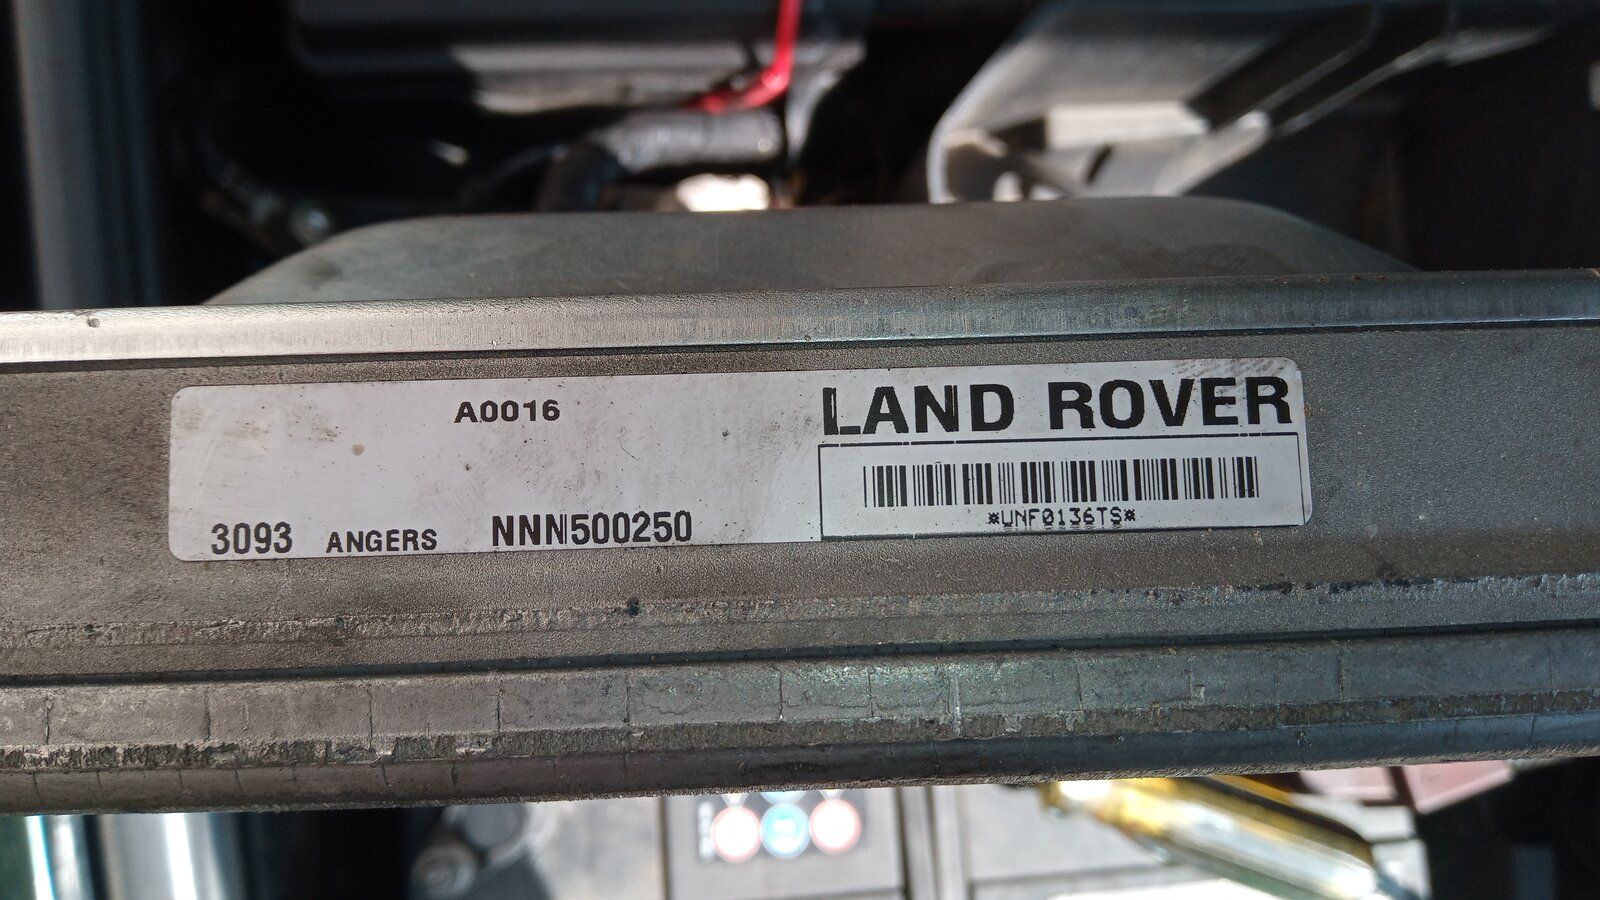 A0016
LAND ROVER
*UNF0136TS*
3093 ANGERS NNN500250